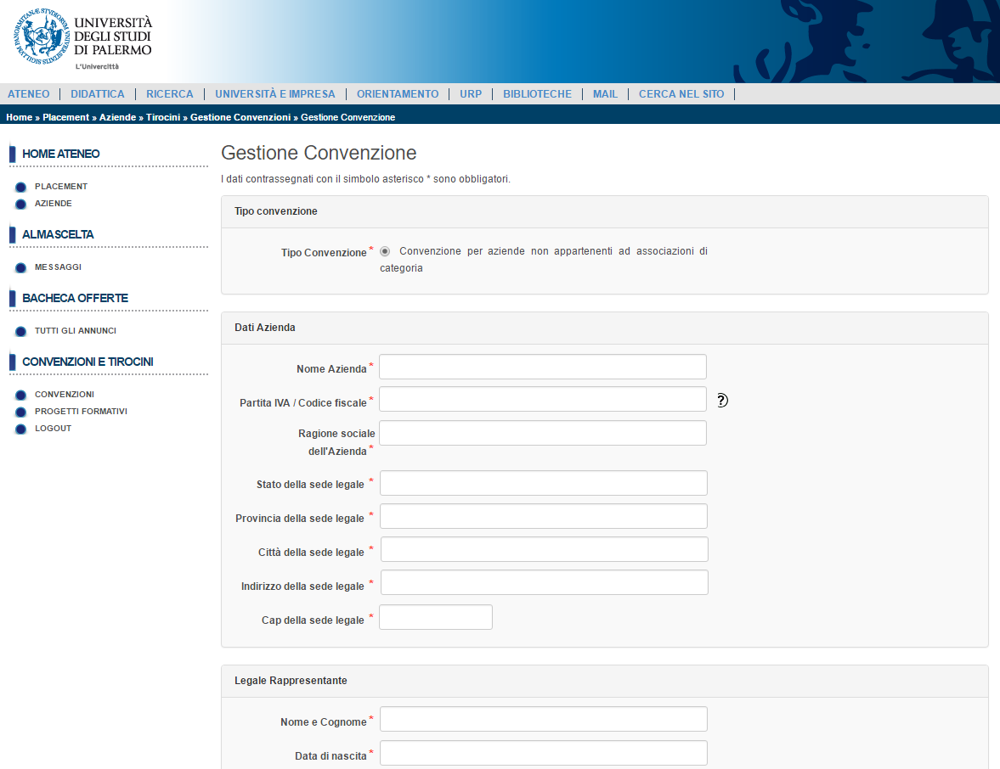 UNIVERSITÀ
DEGLI STUDI
DI PALERMO
L'Univercittà
ATENEO | DIDATTICA | RICERCA | UNIVERSITÀ E IMPRESA | ORIENTAMENTO | URP | BIBLIOTECHE | MAIL | CERCA NEL SITO |
Home » Placement » Aziende » Tirocini » Gestione Convenzioni » Gestione Convenzione
HOME ATENEO
PLACEMENT
AZIENDE
ALMASCELTA
MESSAGGI
BACHECA OFFERTE
TUTTI GLI ANNUNCI
CONVENZIONI E TIROCINI
CONVENZIONI
PROGETTI FORMATIVI
LOGOUT
Gestione Convenzione
I dati contrassegnati con il simbolo asterisco * sono obbligatori.
Tipo convenzione
Tipo Convenzione * Convenzione per aziende non appartenenti ad associazioni di
categoria
Dati Azienda
Nome Azienda *
Partita IVA / Codice fiscale * ?
Ragione sociale
dell'Azienda *
Stato della sede legale *
Provincia della sede legale *
Città della sede legale *
Indirizzo della sede legale *
Cap della sede legale *
Legale Rappresentante
Nome e Cognome *
Data di nascita *